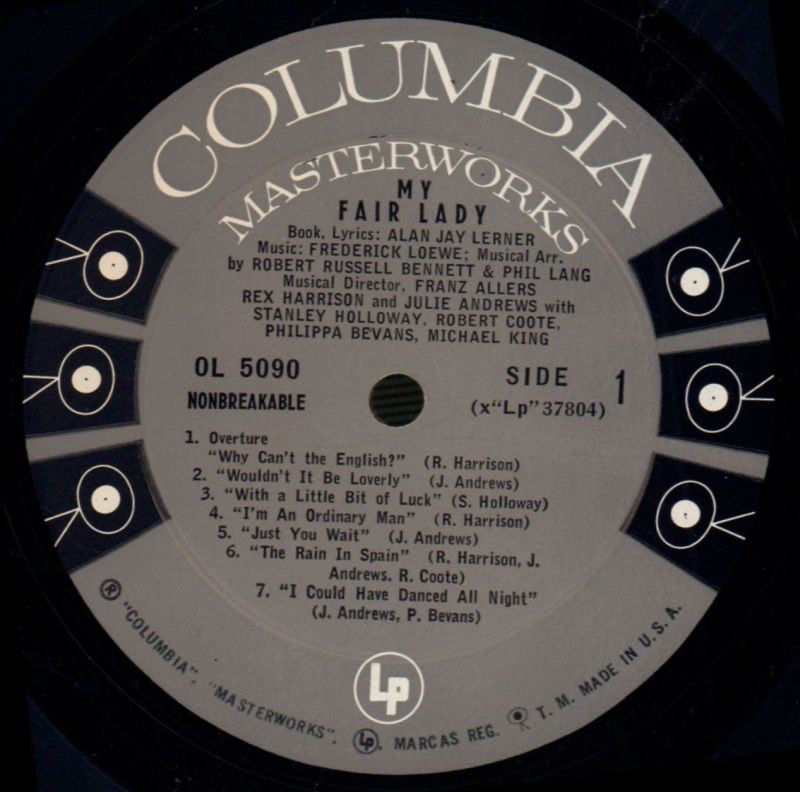 COLUMBIA
MASTERWORKS
MY
FAIR LADY
Book, Lyrics: ALAN JAY LERNER
Music: FREDERICK LOEWE; Musical Arr.
by ROBERT RUSSELL BENNETT & PHIL LANG
Musical Director, FRANZ ALLERS
REX HARRISON and JULIE ANDREWS with
STANLEY HOLLOWAY, ROBERT COOTE,
PHILIPPA BEVANS, MICHAEL KING
OL 5090
NONBREAKABLE
SIDE 1
(x“Lp”37804)
1. Overture
“Why Can't the English?” (R. Harrison)
2. “Wouldn't It Be Loverly” (J. Andrews)
3. “With a Little Bit of Luck” (S. Holloway)
4. “I'm An Ordinary Man” (R. Harrison)
5. “Just You Wait” (J. Andrews)
6. “The Rain In Spain” (R. Harrison, J.
Andrews. R. Coote)
7. “I Could Have Danced All Night”
(J. Andrews, P. Bevans)
Lp
® “COLUMBIA”, “MASTERWORKS”, Lp, MARCAS REG. T. M. MADE IN U. S. A.